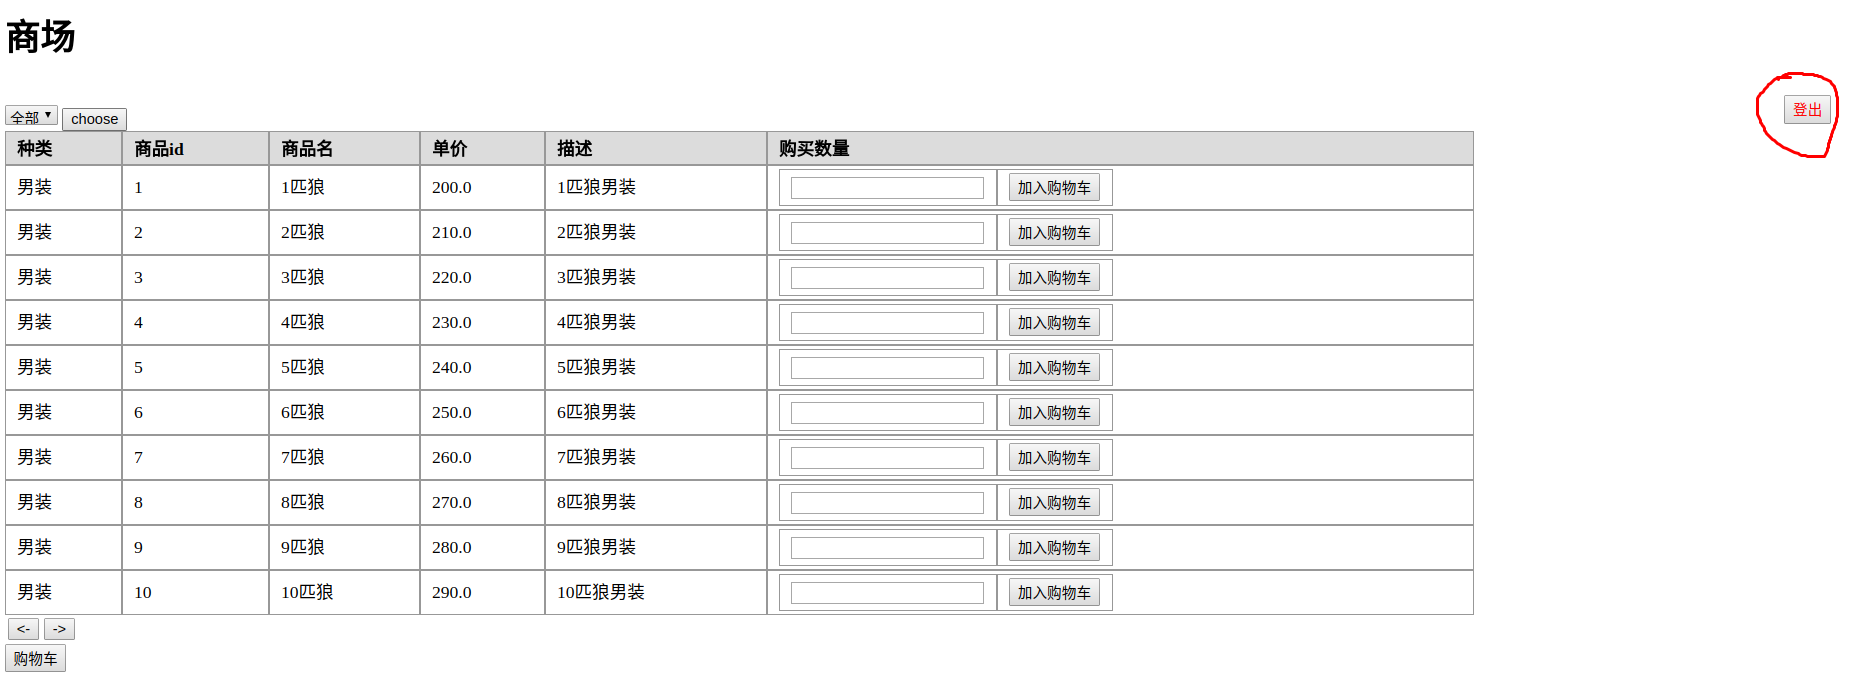 商场
登出
全部 choose
种类 商品id 商品名 单价 描述 购买数量
男装 1 1匹狼 200.0 1匹狼男装 加入购物车
男装 2 2匹狼 210.0 2匹狼男装 加入购物车
男装 3 3匹狼 220.0 3匹狼男装 加入购物车
男装 4 4匹狼 230.0 4匹狼男装 加入购物车
男装 5 5匹狼 240.0 5匹狼男装 加入购物车
男装 6 6匹狼 250.0 6匹狼男装 加入购物车
男装 7 7匹狼 260.0 7匹狼男装 加入购物车
男装 8 8匹狼 270.0 8匹狼男装 加入购物车
男装 9 9匹狼 280.0 9匹狼男装 加入购物车
男装 10 10匹狼 290.0 10匹狼男装 加入购物车
<- ->
购物车